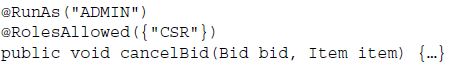 @RunAs("ADMIN")
@RolesAllowed({"CSR"})
public void cancelBid(Bid bid, Item item) {…}